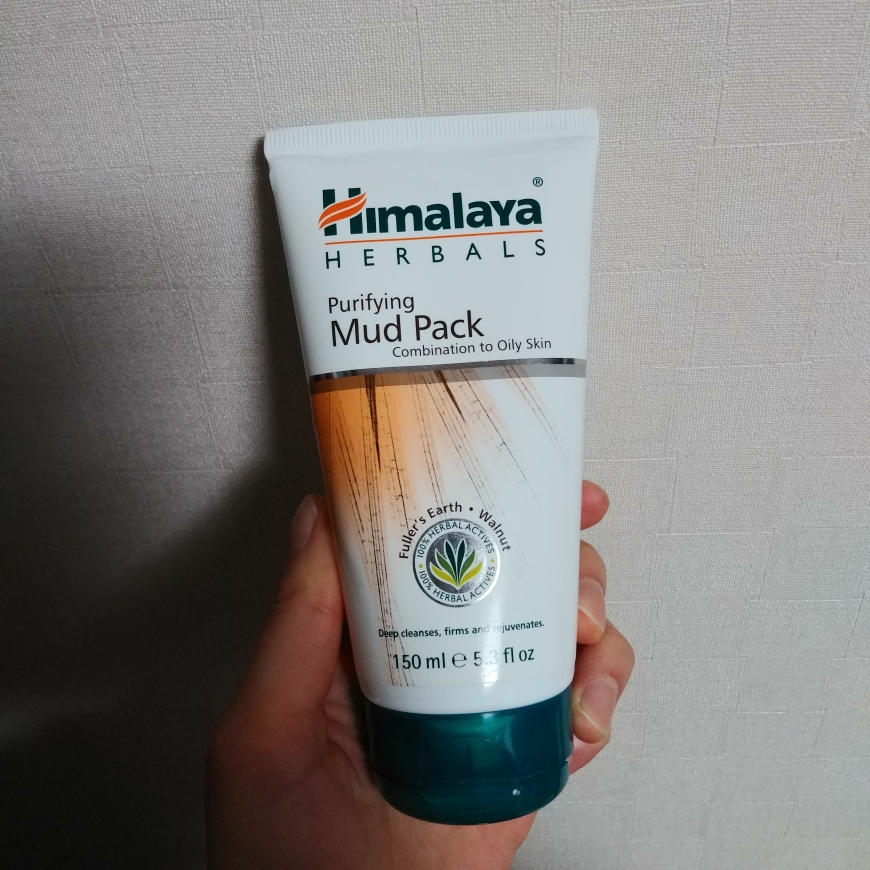 Himalaya®
HERBALS
Purifying
Mud Pack
Combination to Oily Skin
Fuller's Earth • Walnut
100% HERBAL ACTIVES
100% HERBAL ACTIVES
Deep cleanses, firms and rejuvenates.
150 ml ℮ 5.3 fl oz